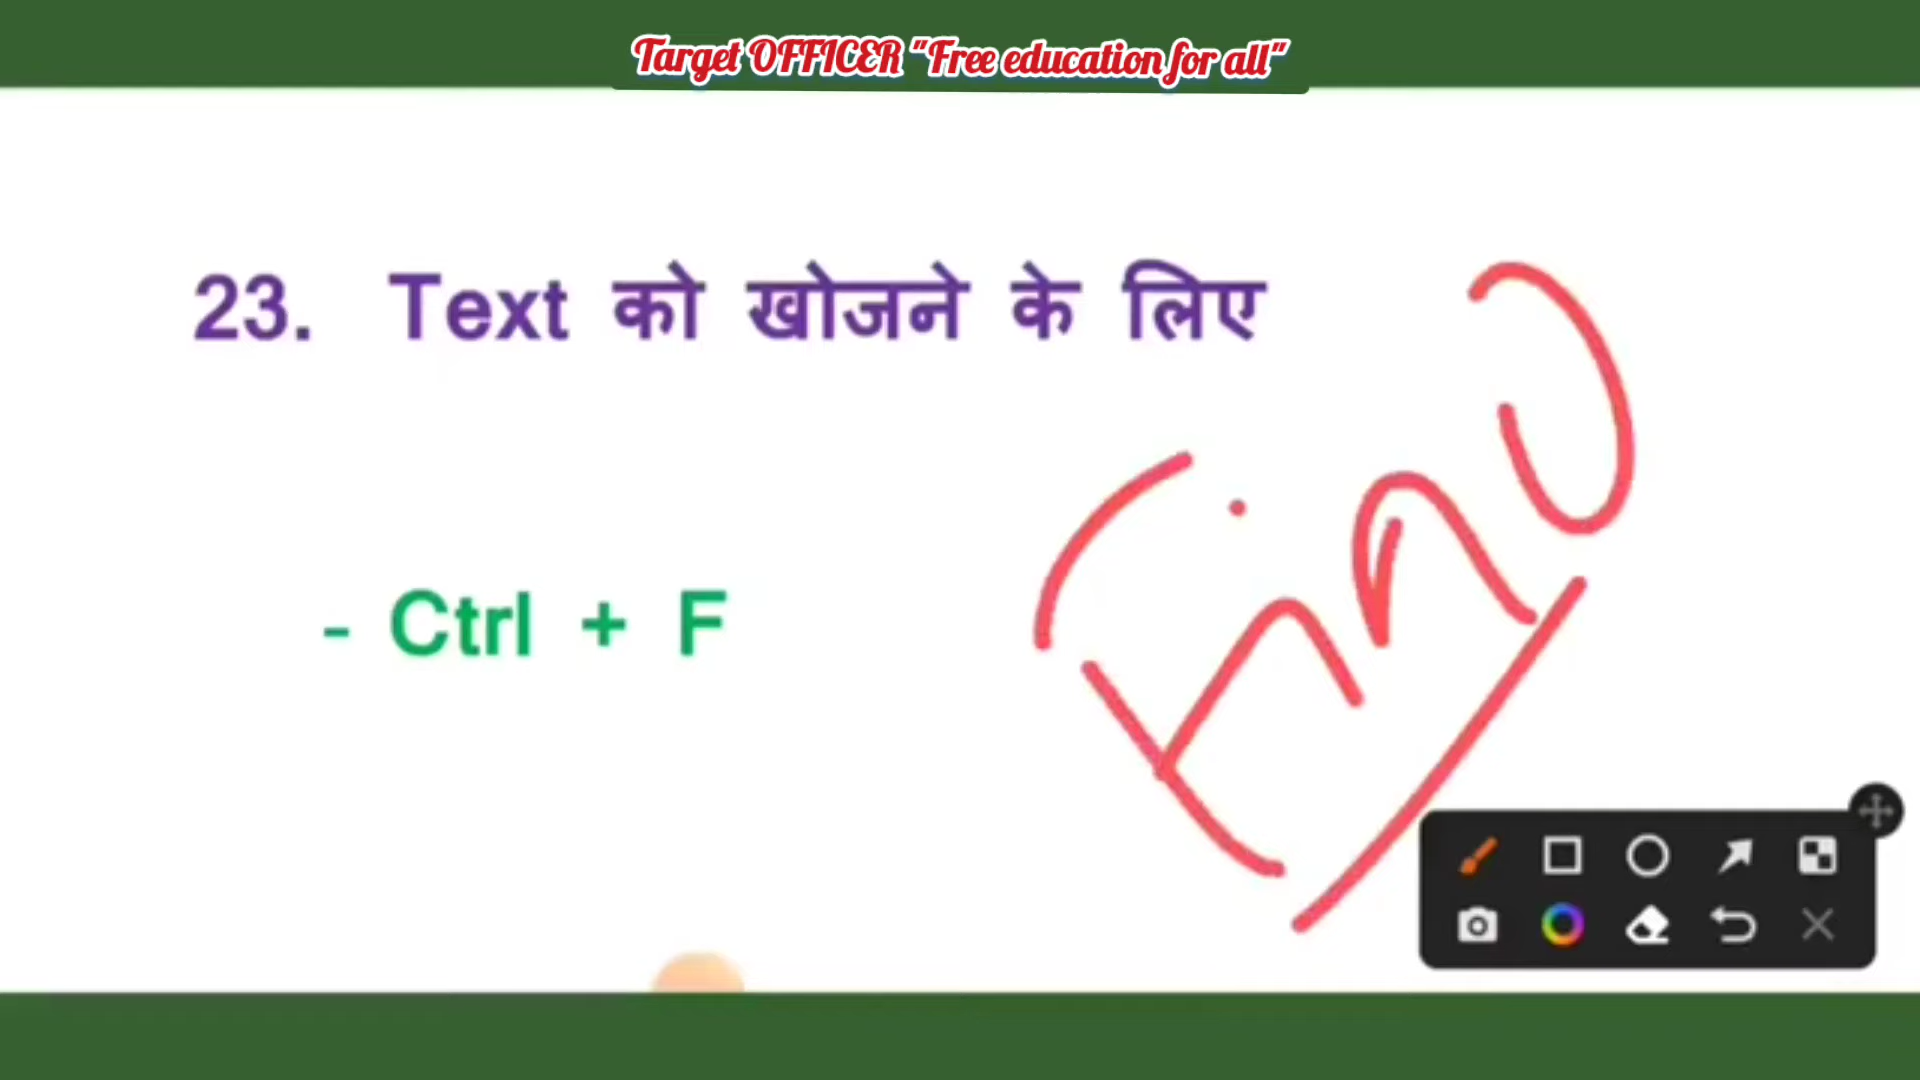 Target OFFICER "Free education for all"
23. Text को खोजने के लिए
- Ctrl + F
Find